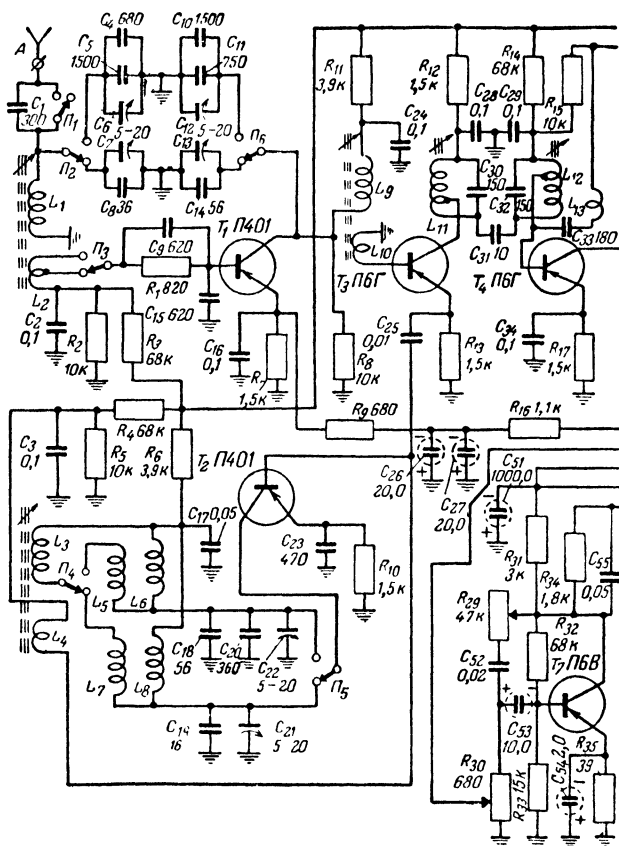 A
C₁
300
П₁
C₄ 680
C₅
1500
C₆
5-20
C₇
C₈ 36
C₁₀ 1500
C₁₁
750
C₁₂ 5-20
C₁₃
C₁₄ 56
П₂
П₆
L₁
П₃
L₂
C₂
0,1
R₂
10к
C₉ 620
R₁ 820
C₁₅ 620
R₃
68к
T₁ П401
C₁₆
0,1
R₇
1,5к
R₁₁
3,9к
C₂₄
0,1
L₉
L₁₀
R₈
10к
R₁₂
1,5к
C₂₈
0,1
C₂₉
0,1
R₁₄
68к
R₁₅
10к
C₃₀
150
C₃₂
150
L₁₁
L₁₂
L₁₃
C₃₁ 10
C₃₃ 180
T₃ П6Г
T₄ П6Г
C₂₅
0,01
R₁₃
1,5к
C₃₄
0,1
R₁₇
1,5к
C₃
0,1
R₅
10к
R₄ 68к
R₆
3,9к
T₂ П401
R₉ 680
C₂₆
20,0
C₂₇
20,0
R₁₆ 1,1к
C₅₁
1000,0
L₃
П₄
L₄
L₅
L₆
L₇
L₈
C₁₇ 0,05
C₂₃
470
R₁₀
1,5к
C₁₈
56
C₂₀
360
C₂₂
5-20
П₅
C₁₉
16
C₂₁
5 20
R₃₁
3к
R₃₄
1,8к
C₅₅
0,05
R₂₉
47к
R₃₂
68к
T₇ П6В
C₅₂
0,02
C₅₃
10,0
R₃₀
680
R₃₃ 15к
C₅₄ 2,0
R₃₅
39